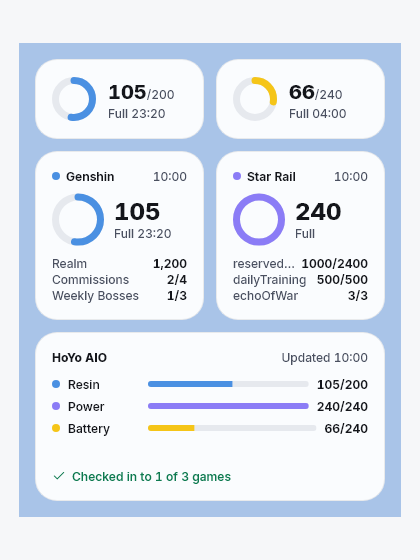 105/200
Full 23:20
66/240
Full 04:00
Genshin 10:00
105
Full 23:20
Realm 1,200
Commissions 2/4
Weekly Bosses 1/3
Star Rail 10:00
240
Full
reserved... 1000/2400
dailyTraining 500/500
echoOfWar 3/3
HoYo AIO Updated 10:00
Resin 105/200
Power 240/240
Battery 66/240
Checked in to 1 of 3 games